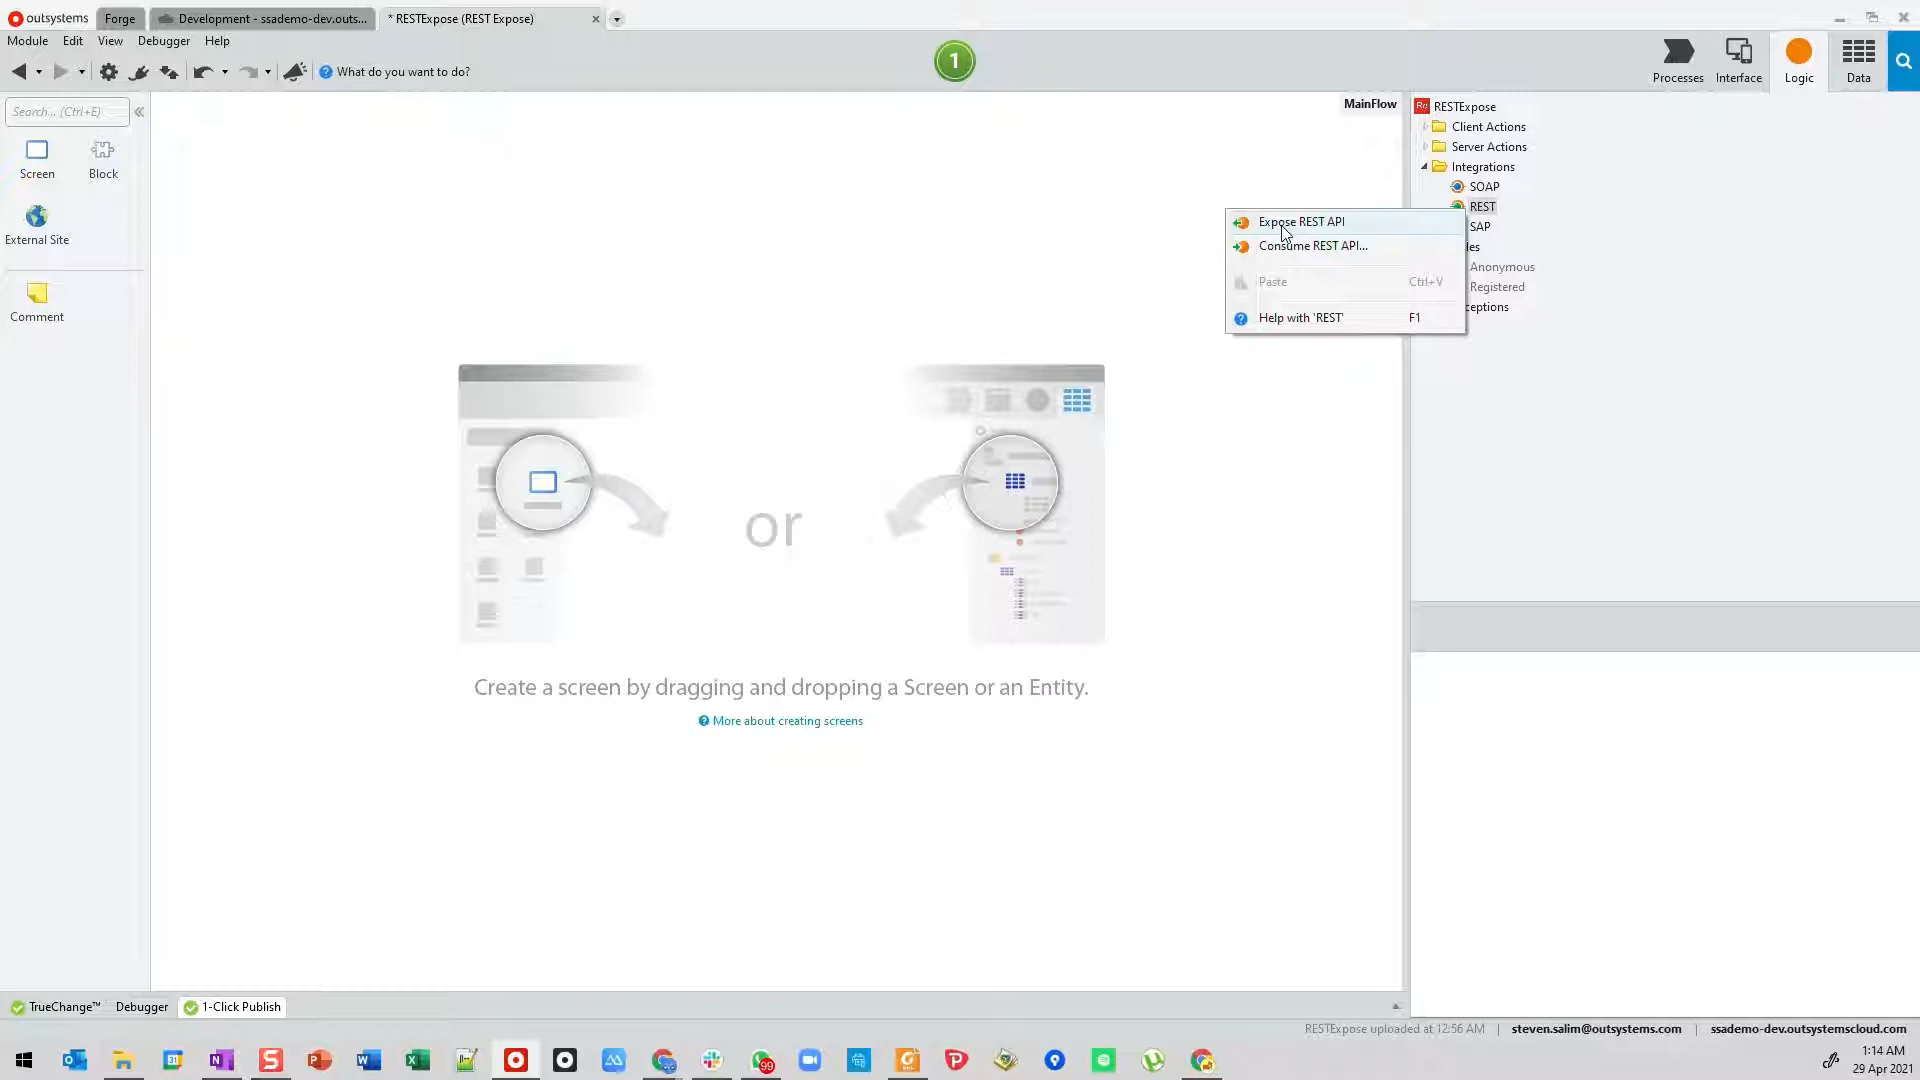 outsystems
Forge
Development - ssademo-dev.outs...
* RESTExpose (REST Expose)
Module Edit View Debugger Help
1
What do you want to do?
Processes
Interface
Logic
Data
Search... (Ctrl+E)
Screen
Block
External Site
Comment
MainFlow
or
Create a screen by dragging and dropping a Screen or an Entity.
More about creating screens
Expose REST API
Consume REST API...
Paste Ctrl+V
Help with 'REST' F1
Re RESTExpose
Client Actions
Server Actions
Integrations
SOAP
REST
SAP
les
Anonymous
Registered
ceptions
TrueChange™ Debugger 1-Click Publish
RESTExpose uploaded at 12:56 AM | steven.salim@outsystems.com | ssademo-dev.outsystemscloud.com
99
1:14 AM
29 Apr 2021